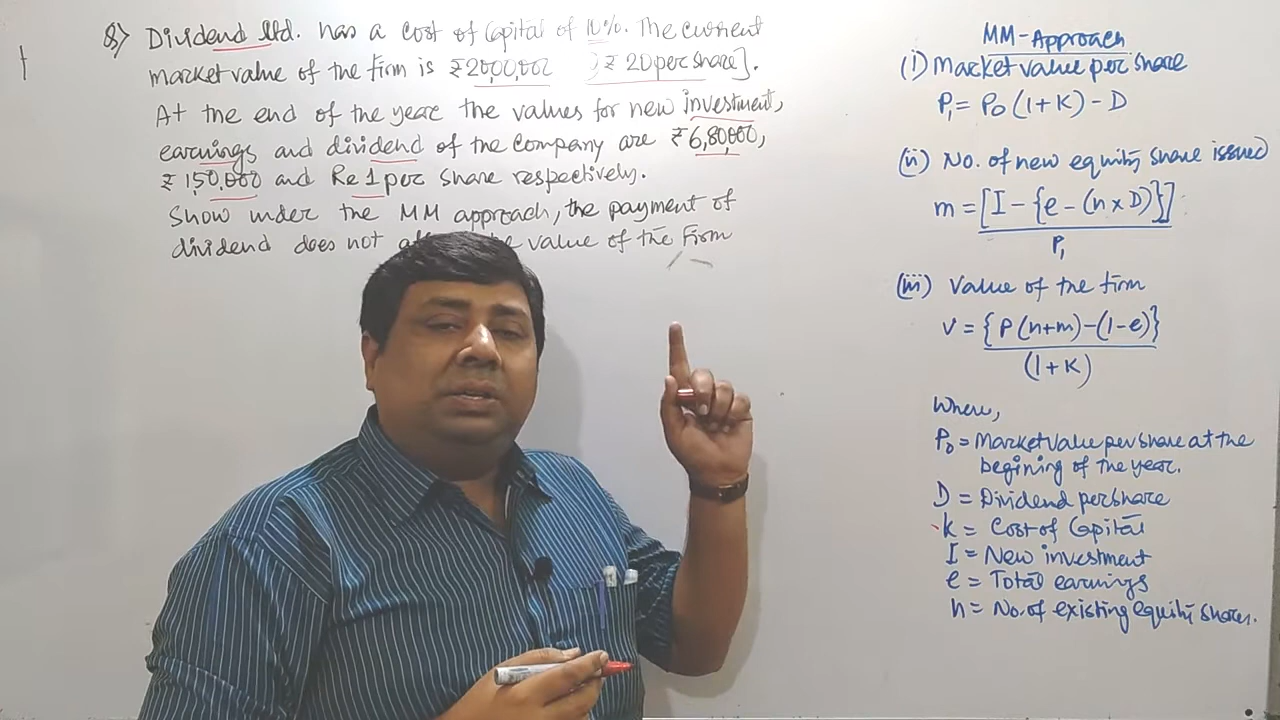 Q) Dividend Ltd. has a cost of Capital of 10%. The current
market value of the firm is ₹20,00,000 [₹20 per share].
At the end of the year the values for new investment,
earnings and dividend of the company are ₹6,80,000,
₹1,50,000 and Re 1 per share respectively.
Show under the MM approach, the payment of
dividend does not the value of the Firm
MM-Approach
(i) Market value per share
P₁ = P₀ (1+K) - D
(ii) No. of new equity share issued
m = [I - {e - (n x D)}]
P₁
(iii) Value of the firm
V = {P(n+m) - (1-e)}
(1+K)
Where,
P₀ = Market value per share at the
begining of the year.
D = Dividend per share
K = Cost of Capital
I = New investment
e = Total earnings
n = No. of existing equity shares.